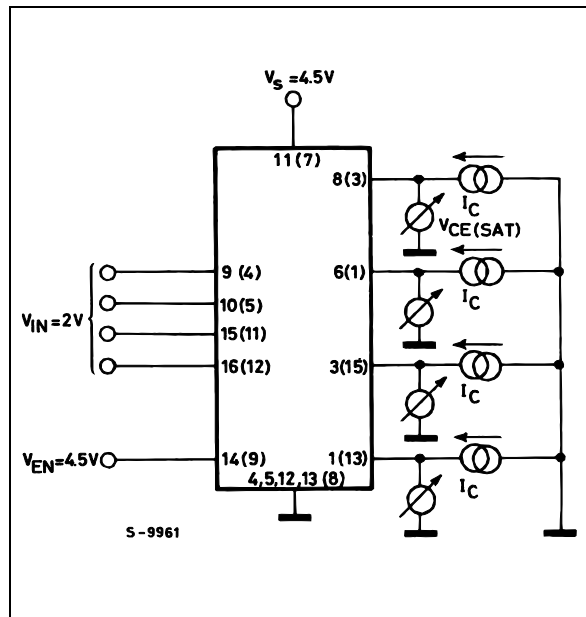 V_S=4.5V
11(7)
8(3)
I_C
V_CE(SAT)
9(4)
6(1)
I_C
10(5)
V_IN=2V
15(11)
16(12)
3(15)
I_C
V_EN=4.5V
14(9)
1(13)
I_C
4,5,12,13(8)
S-9961